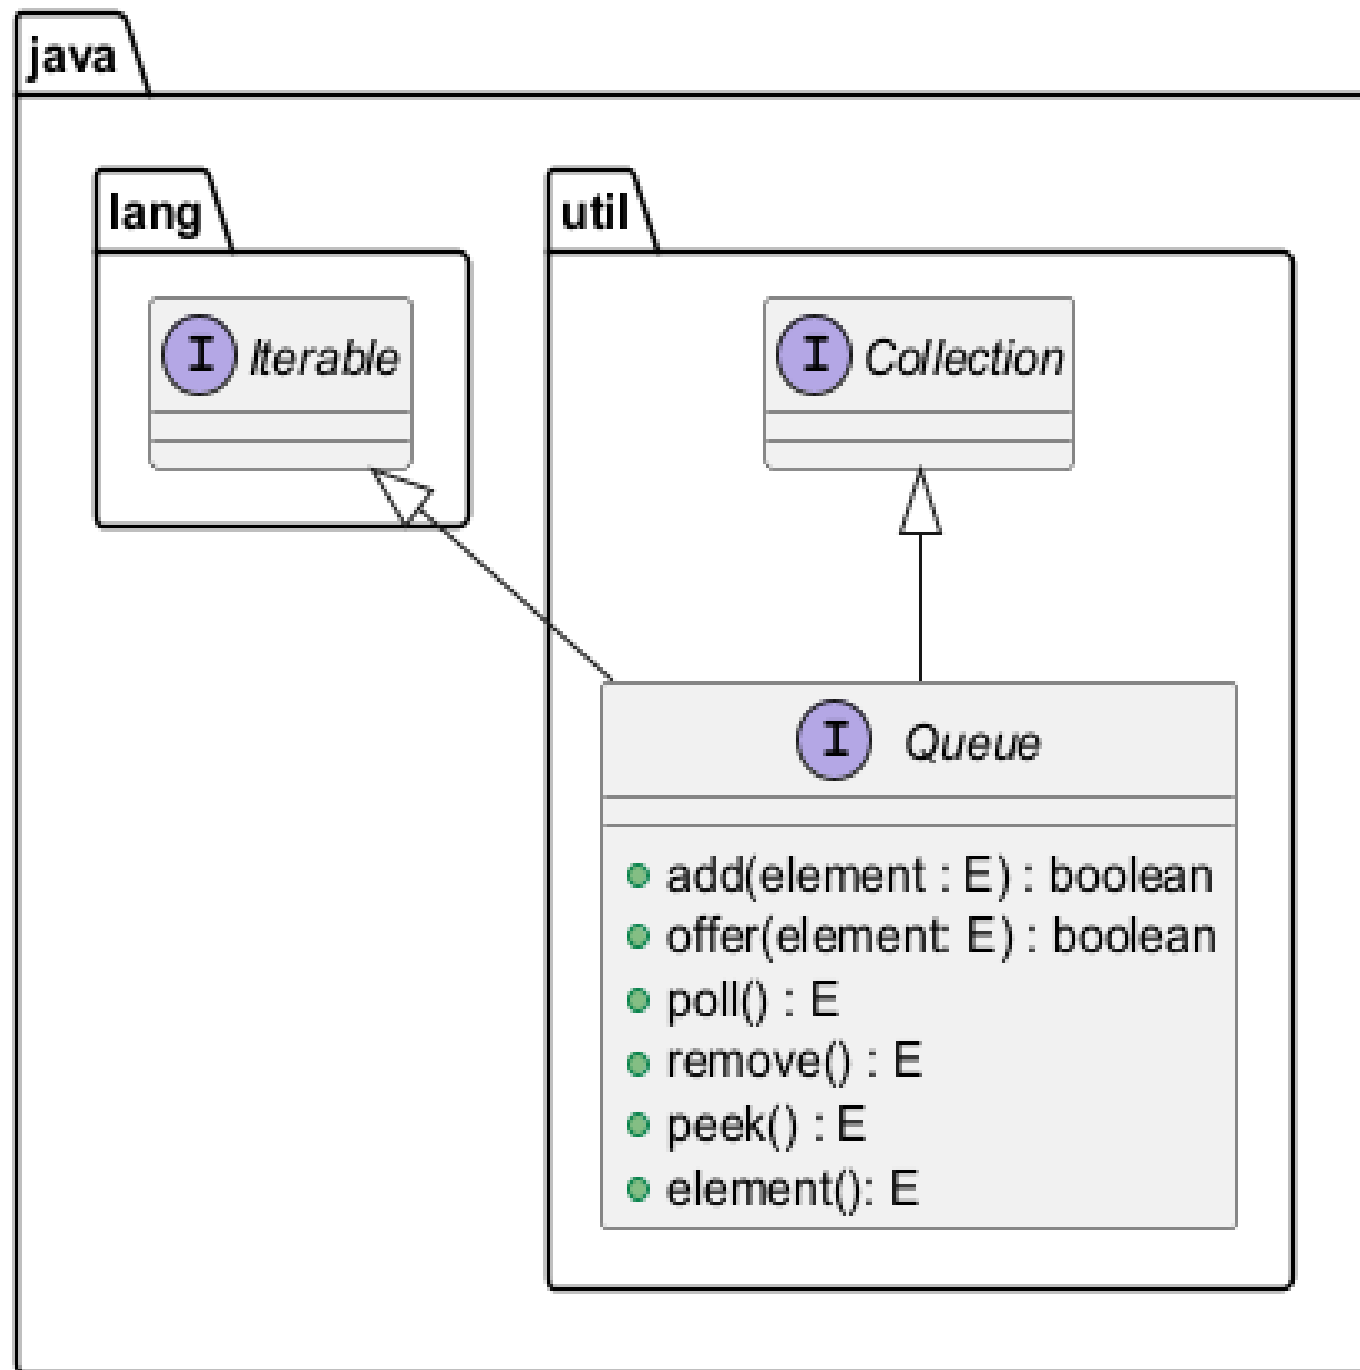 java
lang
util
I Iterable
I Collection
I Queue
add(element : E) : boolean
offer(element: E) : boolean
poll() : E
remove() : E
peek() : E
element(): E